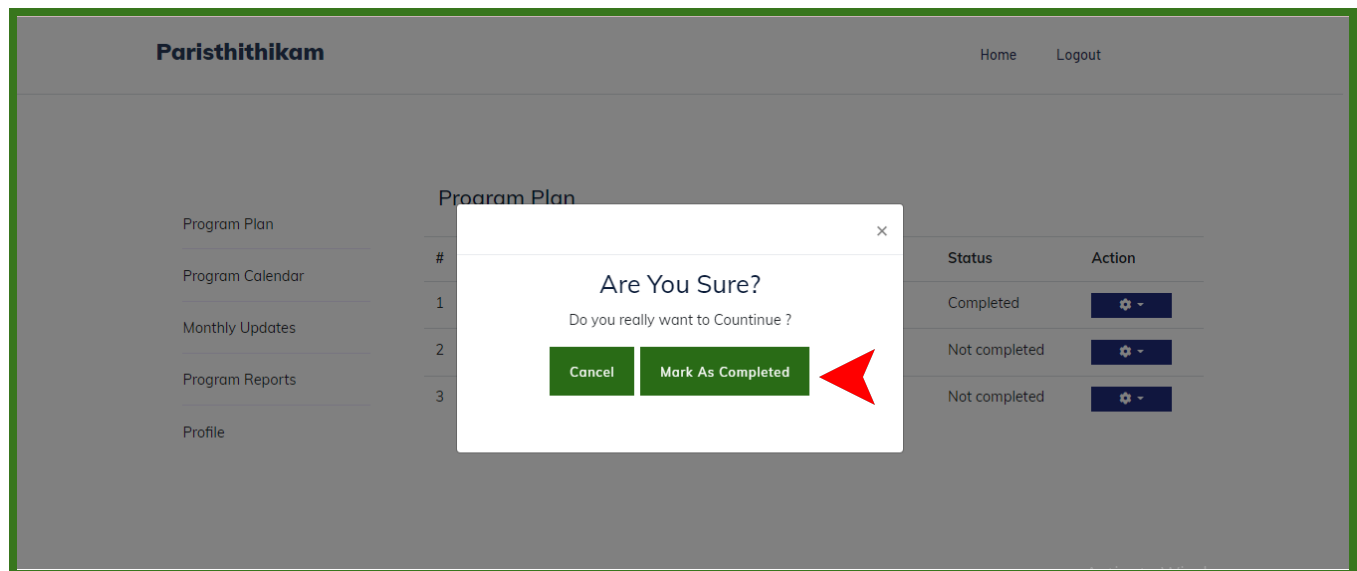 Paristhithikam
Home Logout
Program Plan
Program Calendar
Monthly Updates
Program Reports
Profile
Program Plan
# Status Action
1 Completed
2 Not completed
3 Not completed
×
Are You Sure?
Do you really want to Countinue ?
Cancel Mark As Completed